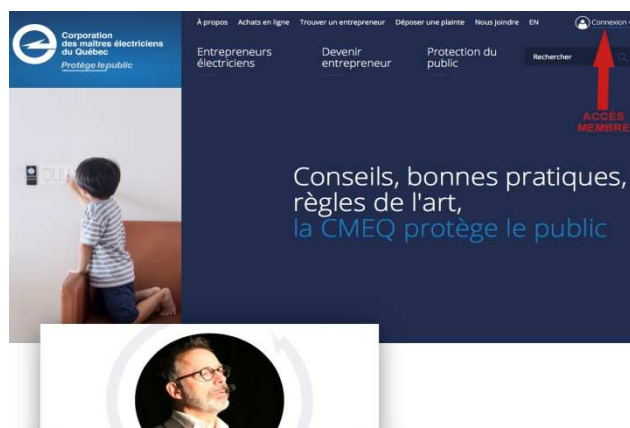 Corporation
des maîtres électriciens
du Québec
Protège le public
À propos Achats en ligne Trouver un entrepreneur Déposer une plainte Nous joindre EN Connexion
Entrepreneurs
électriciens
Devenir
entrepreneur
Protection du
public
Rechercher
ACCÈS
MEMBRE
Conseils, bonnes pratiques,
règles de l'art,
la CMEQ protège le public